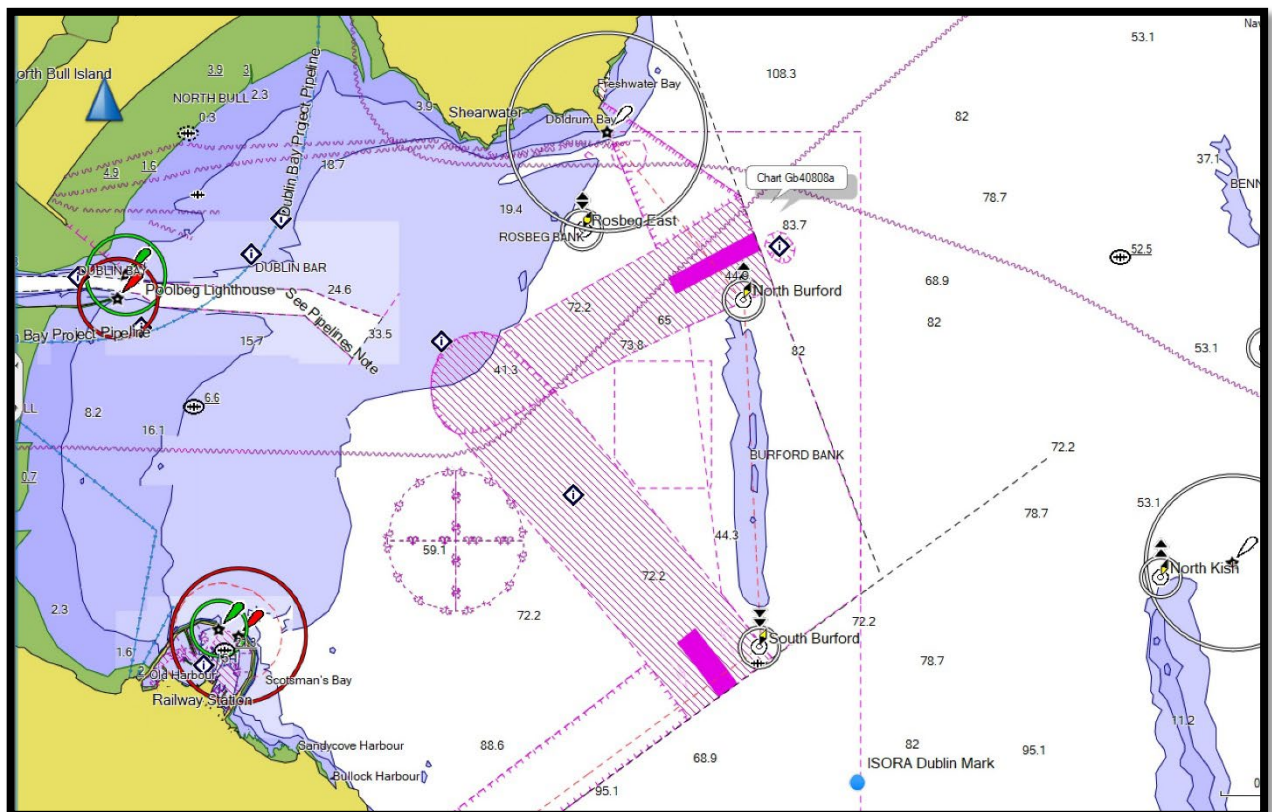 53.1
Nav
108.3
orth Bull Island
3.9
3
NORTH BULL
2.3
0.3
Dublin Bay Project Pipeline
3.9
Shearwater
Freshwater Bay
Doldrum Bay
82
37.1
4.9
1.6
18.7
Chart Gb40808a
BENN
78.7
19.4
Rosbeg East
83.7
ROSBEG BANK
52.5
DUBLIN BAY
DUBLIN BAR
44.9
68.9
Poolbeg Lighthouse
24.6
North Burford
See Pipelines Note
72.2
65
82
n Bay Project Pipeline
33.5
15.7
73.8
82
53.1
41.3
6.6
LL
8.2
16.1
72.2
BURFORD BANK
0.7
53.1
78.7
59.1
44.3
72.2
North Kish
2.3
72.2
72.2
South Burford
1.6
78.7
2
Old Harbour
Scotsman's Bay
Railway Station
11.2
Sandycove Harbour
88.6
68.9
82
95.1
ISORA Dublin Mark
Bullock Harbour
95.1
0